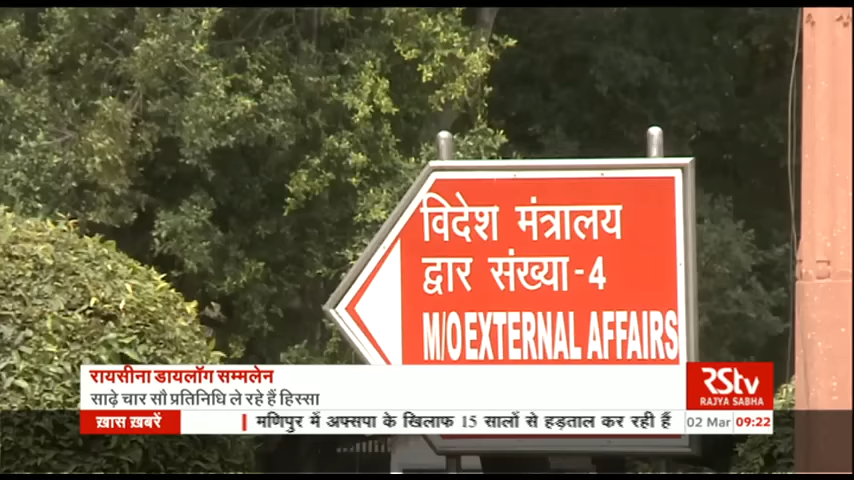 विदेश मंत्रालय
द्वार संख्या-4
M/O EXTERNAL AFFAIRS
रायसीना डायलॉग सम्मलेन
साढ़े चार सौ प्रतिनिधि ले रहे हैं हिस्सा
RStv
RAJYA SABHA
ख़ास ख़बरें
मणिपुर में अफ्सपा के खिलाफ 15 सालों से हड़ताल कर रही हैं
02 Mar 09:22